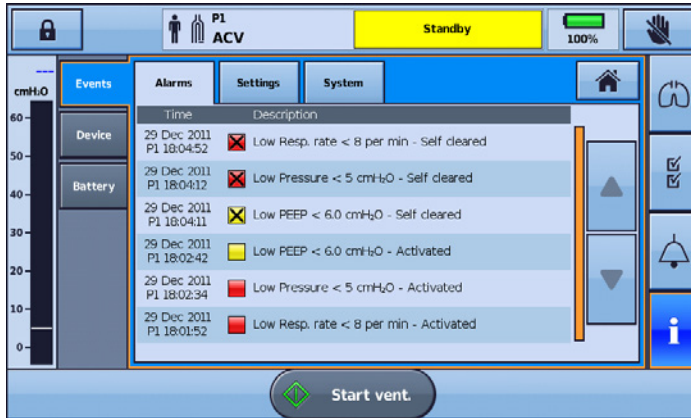 P1
ACV
Standby
100%
---
cmH₂O
60
50
40
30
20
10
0
Events
Device
Battery
Alarms
Settings
System
Time Description
29 Dec 2011
P1 18:04:52
Low Resp. rate < 8 per min - Self cleared
29 Dec 2011
P1 18:04:12
Low Pressure < 5 cmH₂O - Self cleared
29 Dec 2011
P1 18:04:11
Low PEEP < 6.0 cmH₂O - Self cleared
29 Dec 2011
P1 18:02:42
Low PEEP < 6.0 cmH₂O - Activated
29 Dec 2011
P1 18:02:34
Low Pressure < 5 cmH₂O - Activated
29 Dec 2011
P1 18:01:52
Low Resp. rate < 8 per min - Activated
i
Start vent.